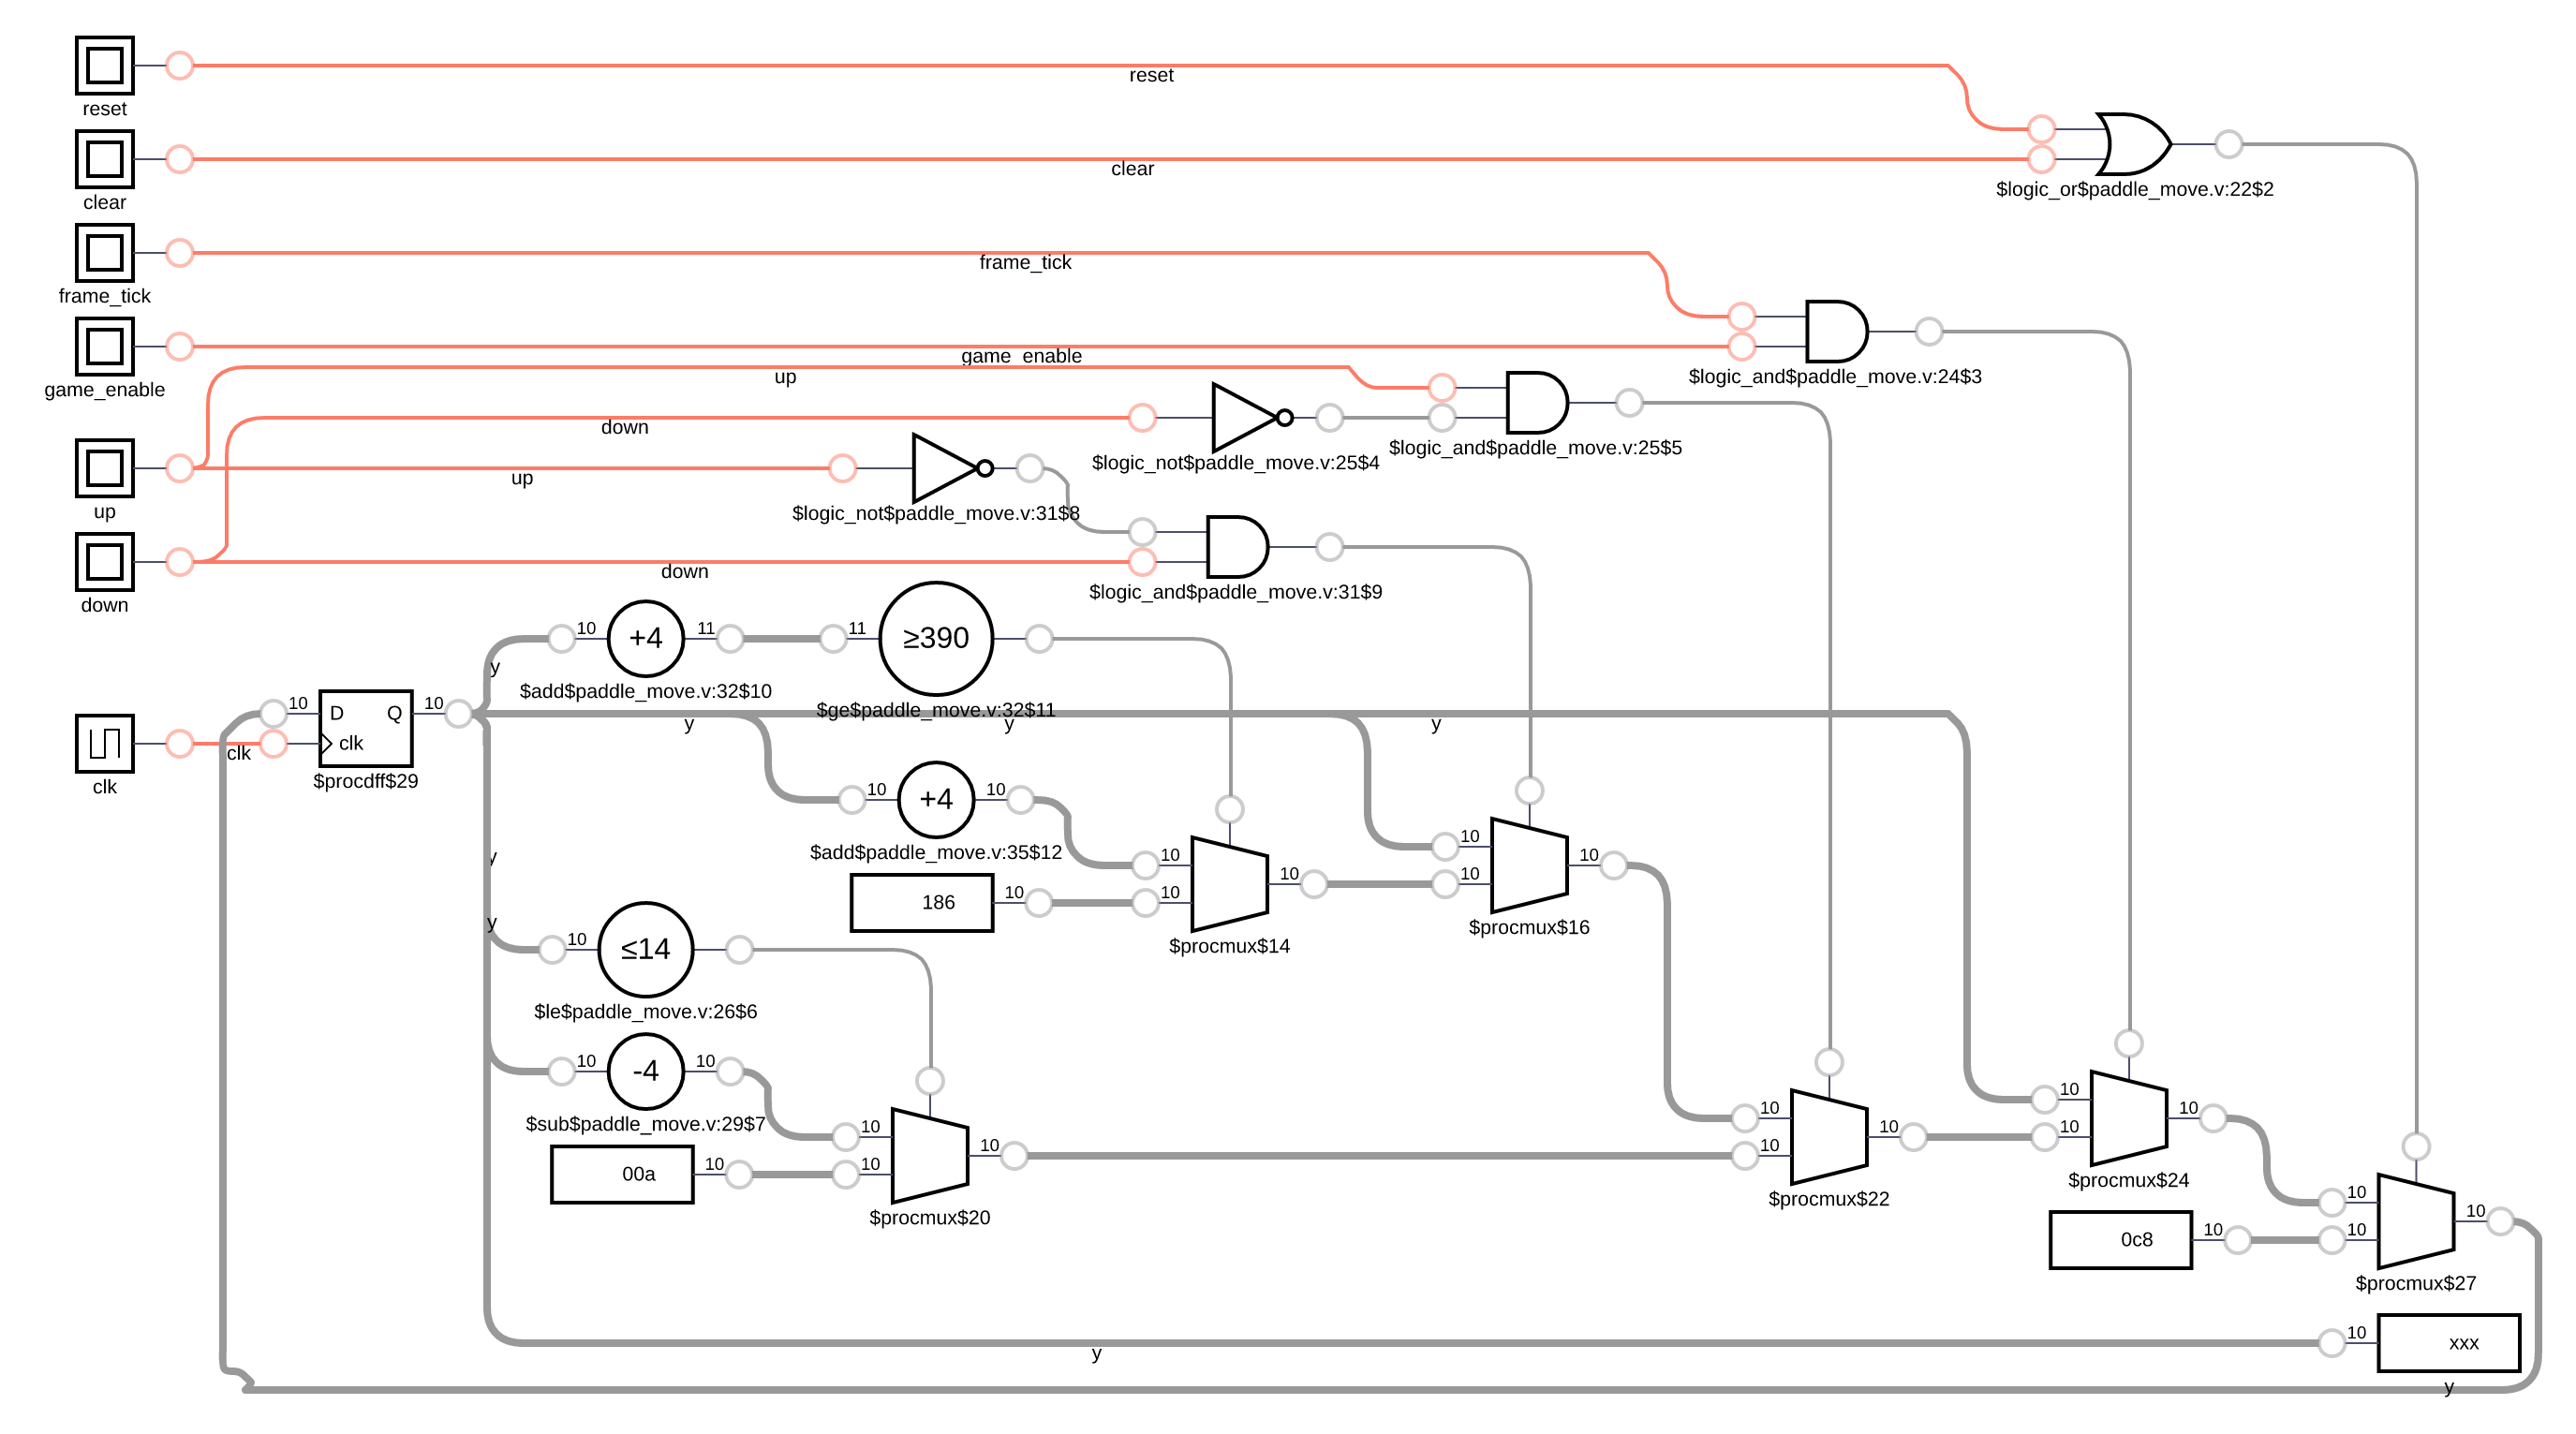 reset
reset
clear
clear
$logic_or$paddle_move.v:22$2
frame_tick
frame_tick
game_enable
game_enable
$logic_and$paddle_move.v:24$3
up
down
$logic_not$paddle_move.v:25$4
$logic_and$paddle_move.v:25$5
up
up
$logic_not$paddle_move.v:31$8
down
down
$logic_and$paddle_move.v:31$9
10
+4
11
11
≥390
y
$add$paddle_move.v:32$10
$ge$paddle_move.v:32$11
10
D
Q
10
clk
clk
clk
$procdff$29
y
y
y
10
+4
10
$add$paddle_move.v:35$12
186
10
10
10
10
$procmux$14
10
10
10
$procmux$16
y
y
10
≤14
$le$paddle_move.v:26$6
10
-4
10
$sub$paddle_move.v:29$7
00a
10
10
10
10
$procmux$20
10
10
10
$procmux$22
10
10
10
$procmux$24
0c8
10
10
10
10
$procmux$27
y
10
xxx
y